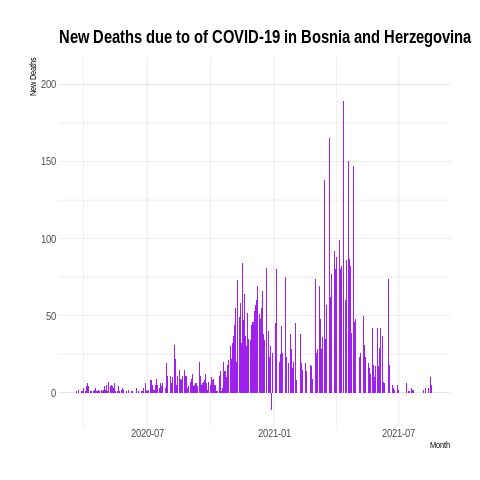 New Deaths due to of COVID-19 in Bosnia and Herzegovina
New Deaths
200
150
100
50
0
2020-07 2021-01 2021-07
Month